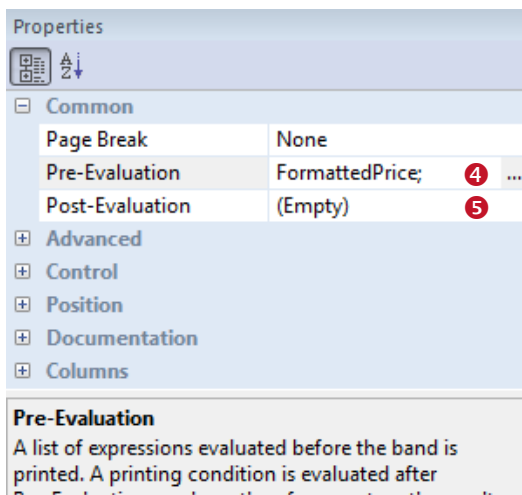 Properties
Common
Page Break None
Pre-Evaluation FormattedPrice; 4 ...
Post-Evaluation (Empty) 5
Advanced
Control
Position
Documentation
Columns
Pre-Evaluation
A list of expressions evaluated before the band is
printed. A printing condition is evaluated after